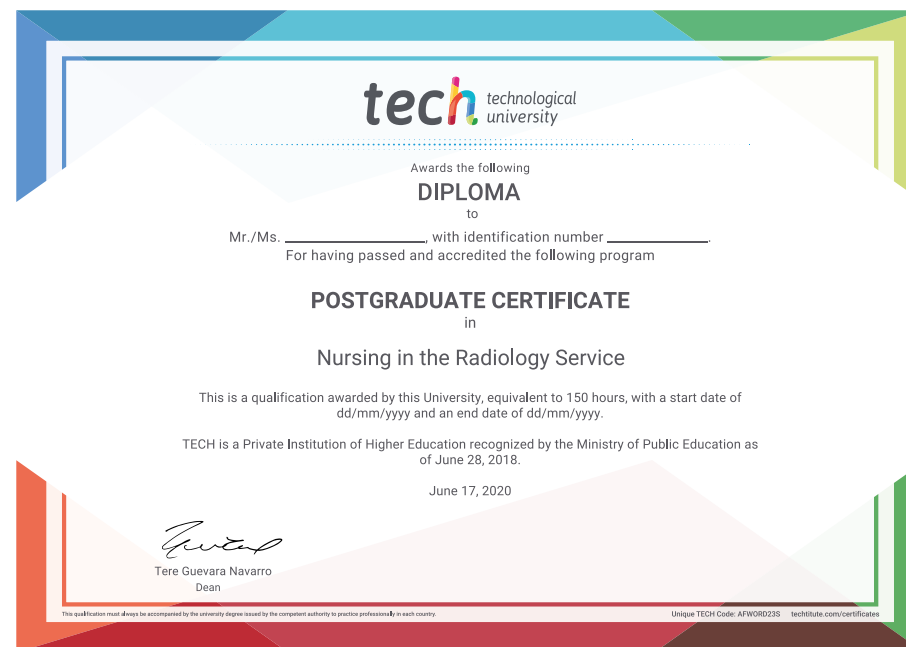 tech technological
university
Awards the following
DIPLOMA
to
Mr./Ms. ____________________, with identification number ______________.
For having passed and accredited the following program
POSTGRADUATE CERTIFICATE
in
Nursing in the Radiology Service
This is a qualification awarded by this University, equivalent to 150 hours, with a start date of
dd/mm/yyyy and an end date of dd/mm/yyyy.
TECH is a Private Institution of Higher Education recognized by the Ministry of Public Education as
of June 28, 2018.
June 17, 2020
Tere Guevara Navarro
Dean
This qualification must always be accompanied by the university degree issued by the competent authority to practice professionally in each country.
Unique TECH Code: AFWORD23S techtitute.com/certificates